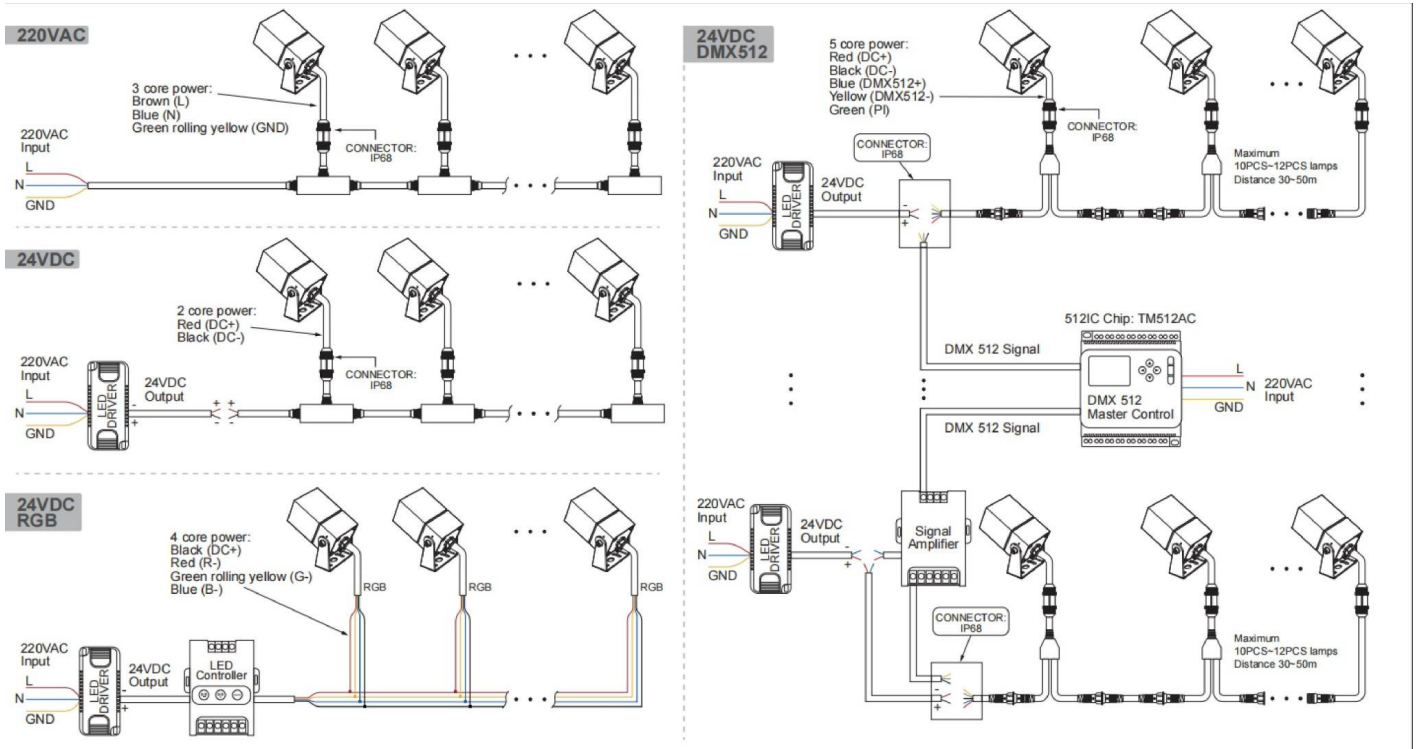 220VAC
3 core power:
Brown (L)
Blue (N)
Green rolling yellow (GND)
220VAC
Input
L
N
GND
CONNECTOR:
IP68
24VDC
2 core power:
Red (DC+)
Black (DC-)
220VAC
Input
L
N
GND
LED
DRIVER
-
+
24VDC
Output
+ +
- -
CONNECTOR:
IP68
24VDC
RGB
4 core power:
Black (DC+)
Red (R-)
Green rolling yellow (G-)
Blue (B-)
RGB
RGB
RGB
220VAC
Input
L
N
GND
LED
DRIVER
-
+
24VDC
Output
LED
Controller
24VDC
DMX512
5 core power:
Red (DC+)
Black (DC-)
Blue (DMX512+)
Yellow (DMX512-)
Green (PI)
CONNECTOR:
IP68
CONNECTOR:
IP68
220VAC
Input
L
N
GND
LED
DRIVER
24VDC
Output
-
+
Maximum
10PCS~12PCS lamps
Distance 30~50m
512IC Chip: TM512AC
DMX 512 Signal
DMX 512
Master Control
L
N
GND
220VAC
Input
DMX 512 Signal
220VAC
Input
L
N
GND
LED
DRIVER
24VDC
Output
-
+
Signal
Amplifier
CONNECTOR:
IP68
-
+
Maximum
10PCS~12PCS lamps
Distance 30~50m